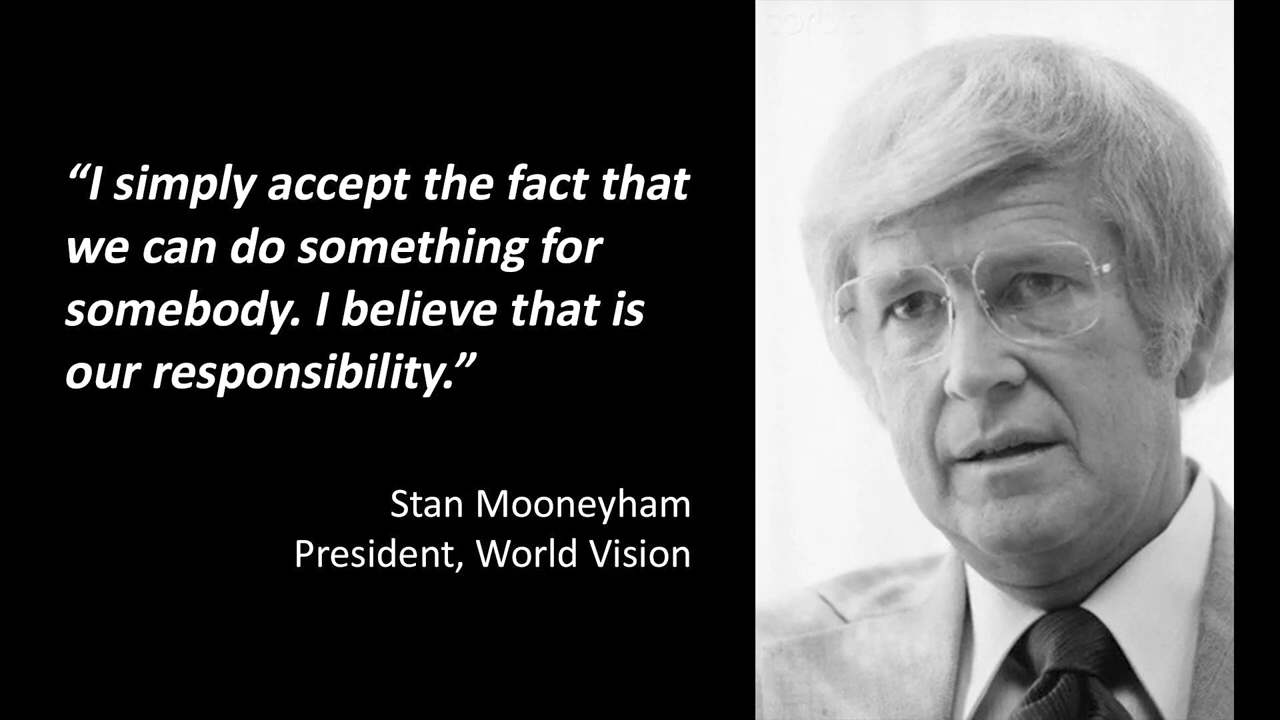 “I simply accept the fact that
we can do something for
somebody. I believe that is
our responsibility.”
Stan Mooneyham
President, World Vision